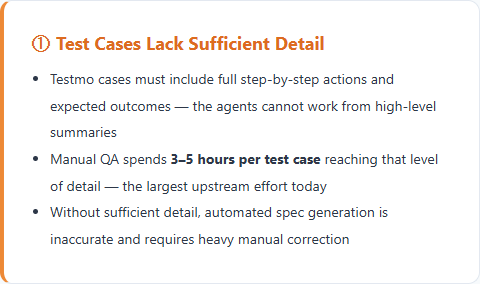 ① Test Cases Lack Sufficient Detail
• Testmo cases must include full step-by-step actions and
expected outcomes — the agents cannot work from high-level
summaries
• Manual QA spends 3–5 hours per test case reaching that level
of detail — the largest upstream effort today
• Without sufficient detail, automated spec generation is
inaccurate and requires heavy manual correction